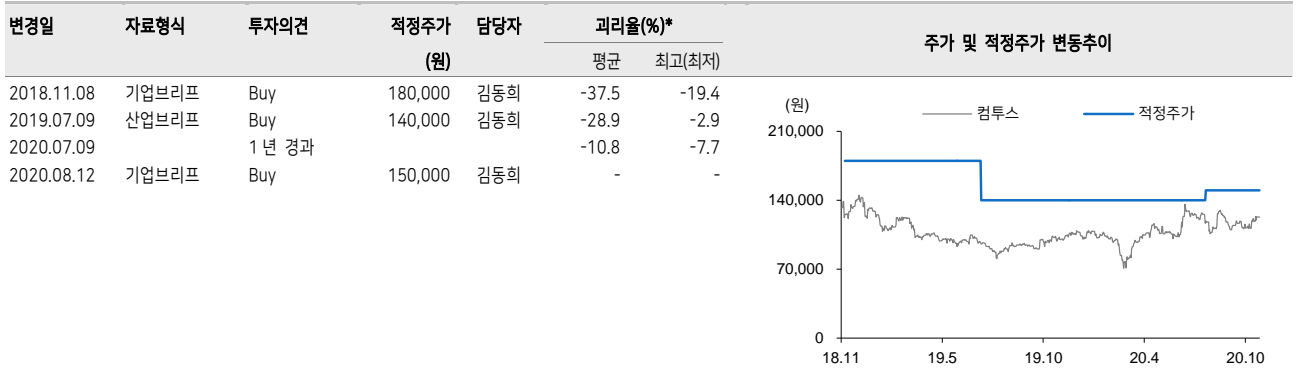 변경일 자료형식 투자의견 적정주가 담당자 괴리율(%)*
(원) 평균 최고(최저)
2018.11.08 기업브리프 Buy 180,000 김동희 -37.5 -19.4
2019.07.09 산업브리프 Buy 140,000 김동희 -28.9 -2.9
2020.07.09 1년 경과 -10.8 -7.7
2020.08.12 기업브리프 Buy 150,000 김동희 - -
주가 및 적정주가 변동추이
(원) 컴투스 적정주가
210,000
140,000
70,000
0
18.11 19.5 19.10 20.4 20.10